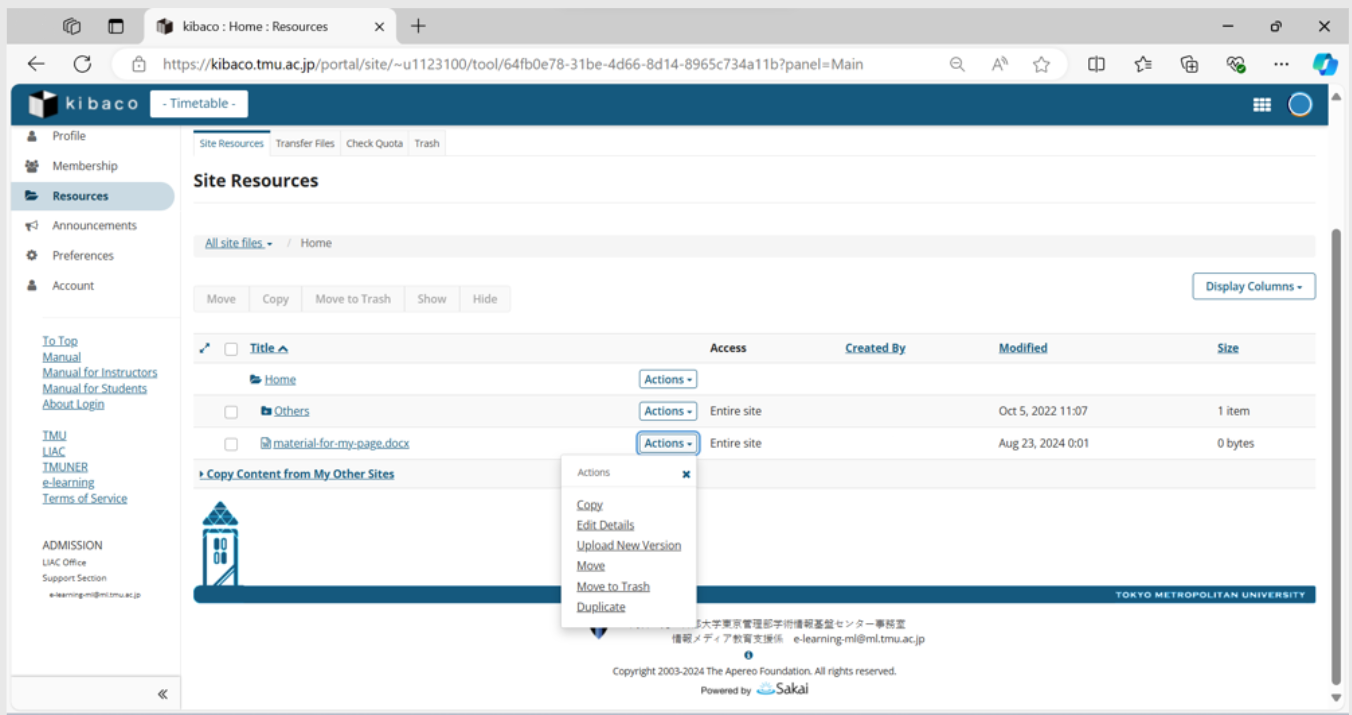 kibaco : Home : Resources
https://kibaco.tmu.ac.jp/portal/site/~u1123100/tool/64fb0e78-31be-4d66-8d14-8965c734a11b?panel=Main
kibaco
- Timetable -
Profile
Membership
Resources
Announcements
Preferences
Account
To Top
Manual
Manual for Instructors
Manual for Students
About Login
TMU
LIAC
TMUNER
e-learning
Terms of Service
ADMISSION
LIAC Office
Support Section
e-learning-ml@ml.tmu.ac.jp
Site Resources Transfer Files Check Quota Trash
Site Resources
All site files / Home
Move Copy Move to Trash Show Hide
Display Columns
Title Access Created By Modified Size
Home Actions
Others Actions Entire site Oct 5, 2022 11:07 1 item
material-for-my-page.docx Actions Entire site Aug 23, 2024 0:01 0 bytes
Copy Content from My Other Sites
Actions
Copy
Edit Details
Upload New Version
Move
Move to Trash
Duplicate
TOKYO METROPOLITAN UNIVERSITY
大学東京管理部学術情報基盤センター事務室
情報メディア教育支援係 e-learning-ml@ml.tmu.ac.jp
Copyright 2003-2024 The Apereo Foundation. All rights reserved.
Powered by Sakai